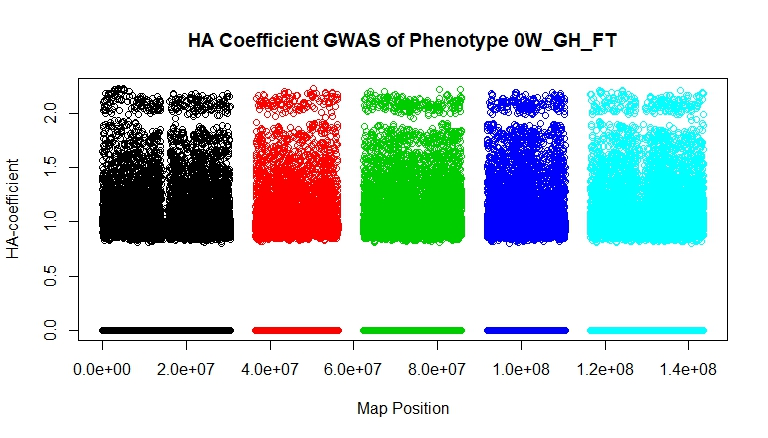 HA Coefficient GWAS of Phenotype 0W_GH_FT
HA-coefficient
2.0
1.5
1.0
0.5
0.0
0.0e+00 2.0e+07 4.0e+07 6.0e+07 8.0e+07 1.0e+08 1.2e+08 1.4e+08
Map Position